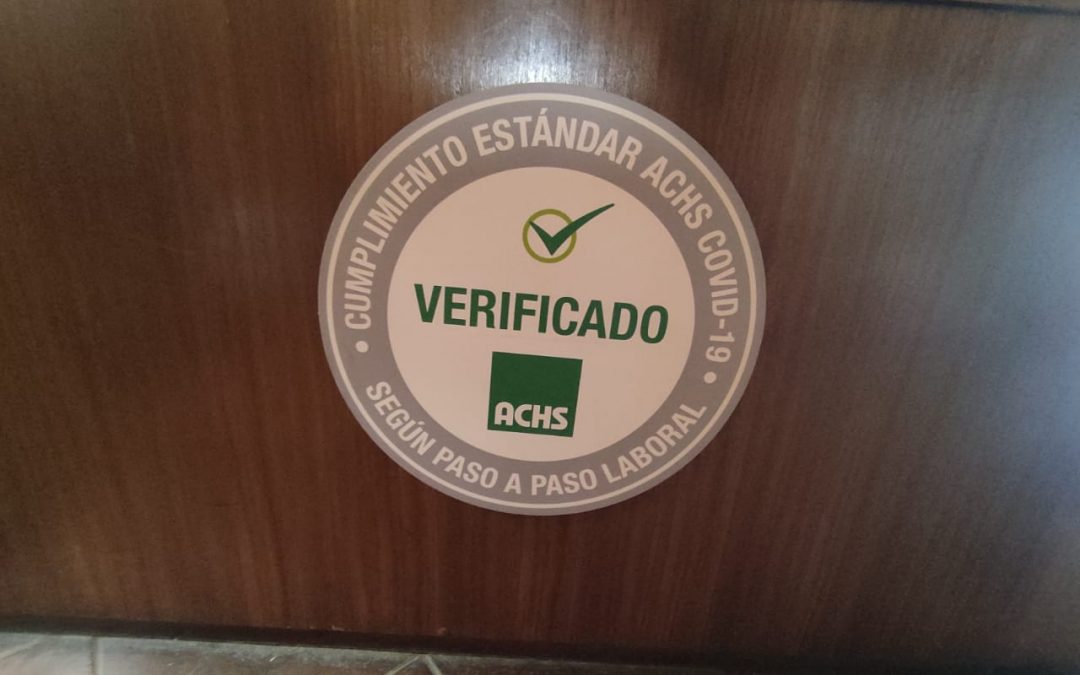 CUMPLIMIENTO ESTÁNDAR ACHS COVID-19
VERIFICADO
ACHS
SEGÚN PASO A PASO LABORAL